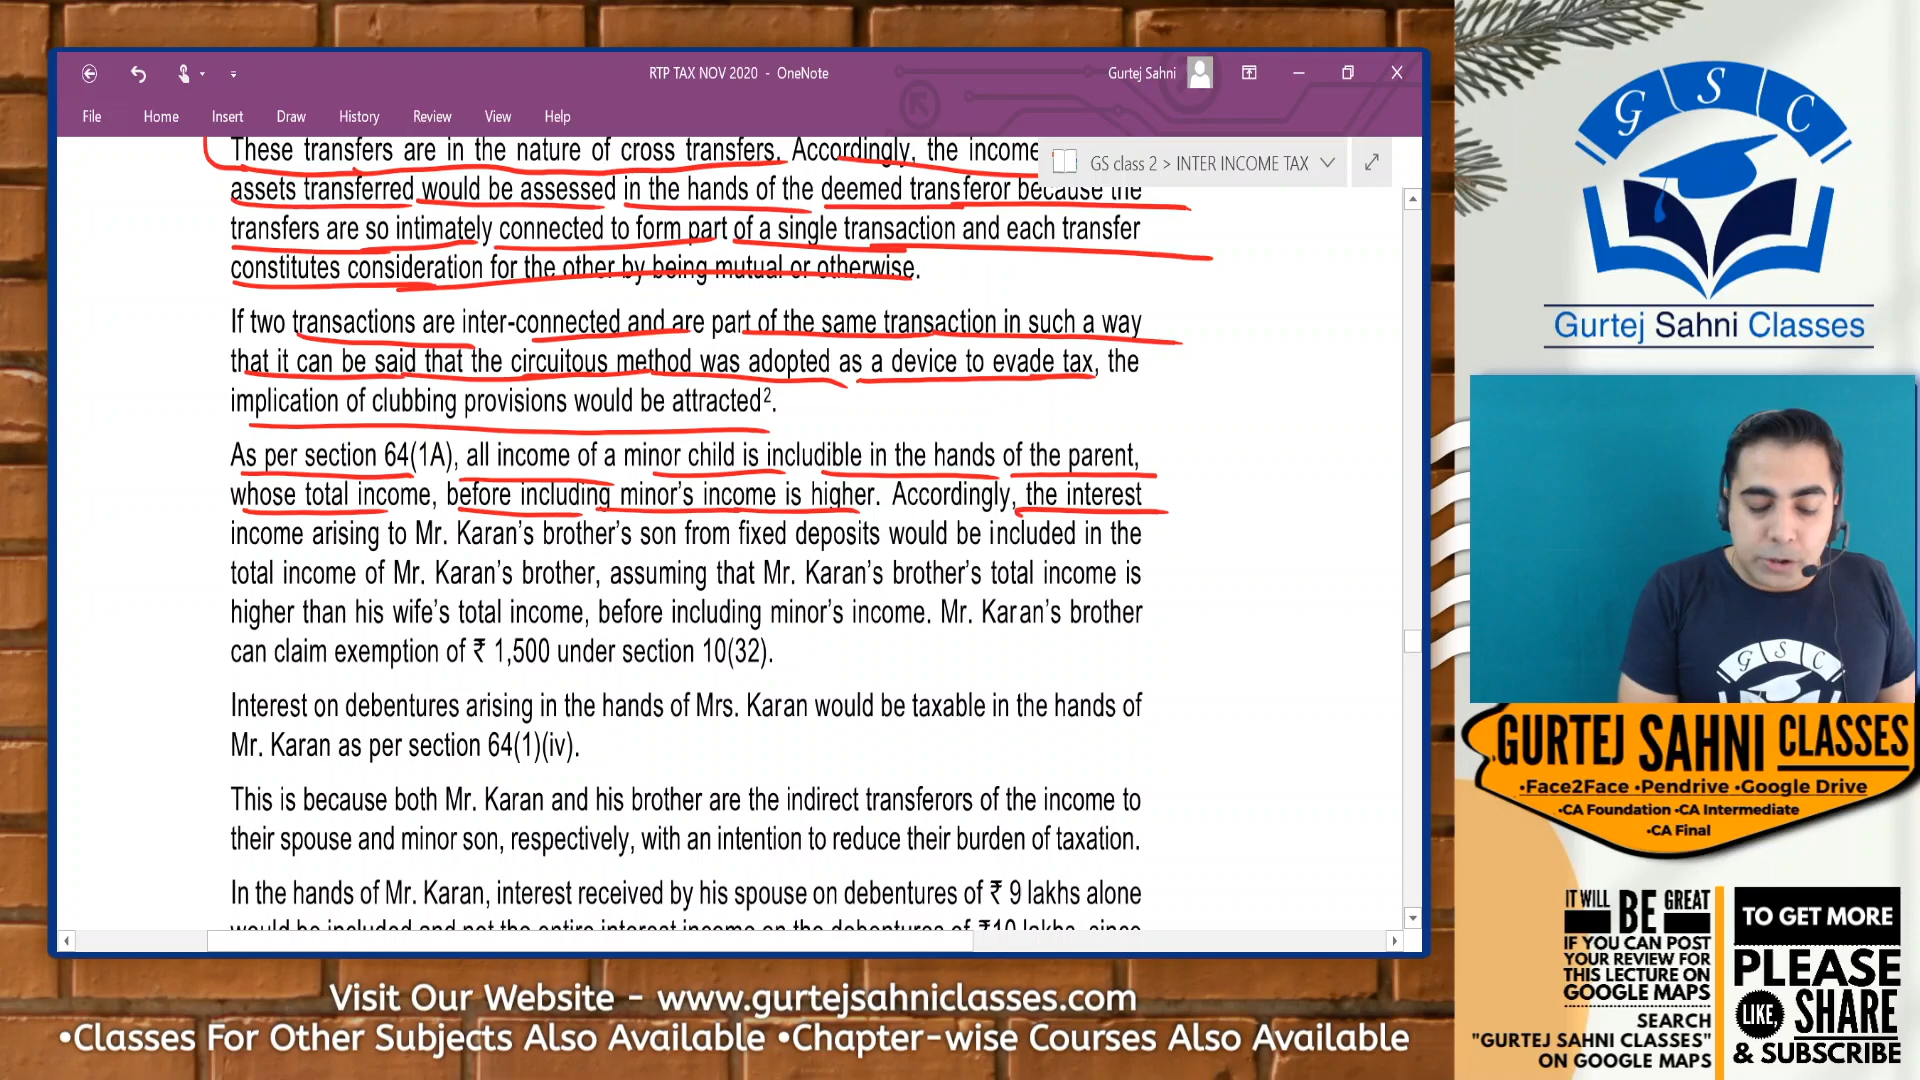 RTP TAX NOV 2020 - OneNote
Gurtej Sahni
File Home Insert Draw History Review View Help
GS class 2 > INTER INCOME TAX
These transfers are in the nature of cross transfers. Accordingly, the income
assets transferred would be assessed in the hands of the deemed transferor because the
transfers are so intimately connected to form part of a single transaction and each transfer
constitutes consideration for the other by being mutual or otherwise.
If two transactions are inter-connected and are part of the same transaction in such a way
that it can be said that the circuitous method was adopted as a device to evade tax, the
implication of clubbing provisions would be attracted².
As per section 64(1A), all income of a minor child is includible in the hands of the parent,
whose total income, before including minor's income is higher. Accordingly, the interest
income arising to Mr. Karan's brother's son from fixed deposits would be included in the
total income of Mr. Karan's brother, assuming that Mr. Karan's brother's total income is
higher than his wife's total income, before including minor's income. Mr. Karan's brother
can claim exemption of ₹ 1,500 under section 10(32).
Interest on debentures arising in the hands of Mrs. Karan would be taxable in the hands of
Mr. Karan as per section 64(1)(iv).
This is because both Mr. Karan and his brother are the indirect transferors of the income to
their spouse and minor son, respectively, with an intention to reduce their burden of taxation.
In the hands of Mr. Karan, interest received by his spouse on debentures of ₹ 9 lakhs alone
would be included and not the entire interest income on the debentures of ₹10 lakhs, since
G S C
Gurtej Sahni Classes
G S C
GURTEJ SAHNI CLASSES
•Face2Face •Pendrive •Google Drive
•CA Foundation •CA Intermediate
•CA Final
IT WILL BE GREAT
IF YOU CAN POST
YOUR REVIEW FOR
THIS LECTURE ON
GOOGLE MAPS
SEARCH
"GURTEJ SAHNI CLASSES"
ON GOOGLE MAPS
TO GET MORE
PLEASE
LIKE, SHARE
& SUBSCRIBE
Visit Our Website - www.gurtejsahniclasses.com
•Classes For Other Subjects Also Available •Chapter-wise Courses Also Available